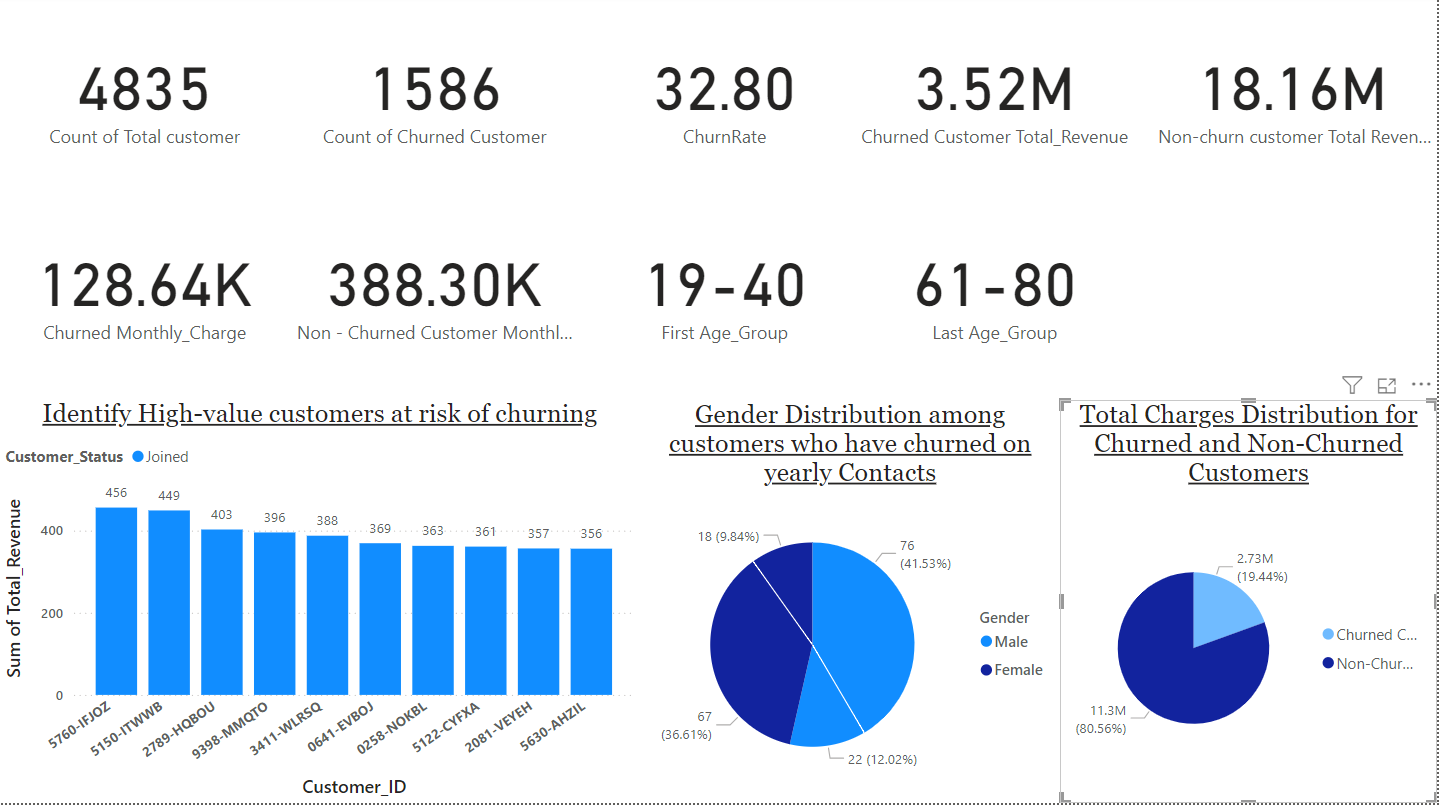 4835
Count of Total customer
1586
Count of Churned Customer
32.80
ChurnRate
3.52M
Churned Customer Total_Revenue
18.16M
Non-churn customer Total Reven...
128.64K
Churned Monthly_Charge
388.30K
Non - Churned Customer Monthl...
19-40
First Age_Group
61-80
Last Age_Group
Identify High-value customers at risk of churning
Customer_Status
Joined
Sum of Total_Revenue
400
200
0
456
449
403
396
388
369
363
361
357
356
5760-IFJOZ
5150-ITWWB
2789-HQBOU
9398-MMQTO
3411-WLRSQ
0641-EVBOJ
0258-NOKBL
5122-CYFXA
2081-VEYEH
5630-AHZIL
Customer_ID
Gender Distribution among
customers who have churned on
yearly Contacts
18 (9.84%)
76
(41.53%)
67
(36.61%)
22 (12.02%)
Gender
Male
Female
Total Charges Distribution for
Churned and Non-Churned
Customers
2.73M
(19.44%)
11.3M
(80.56%)
Churned C...
Non-Chur...